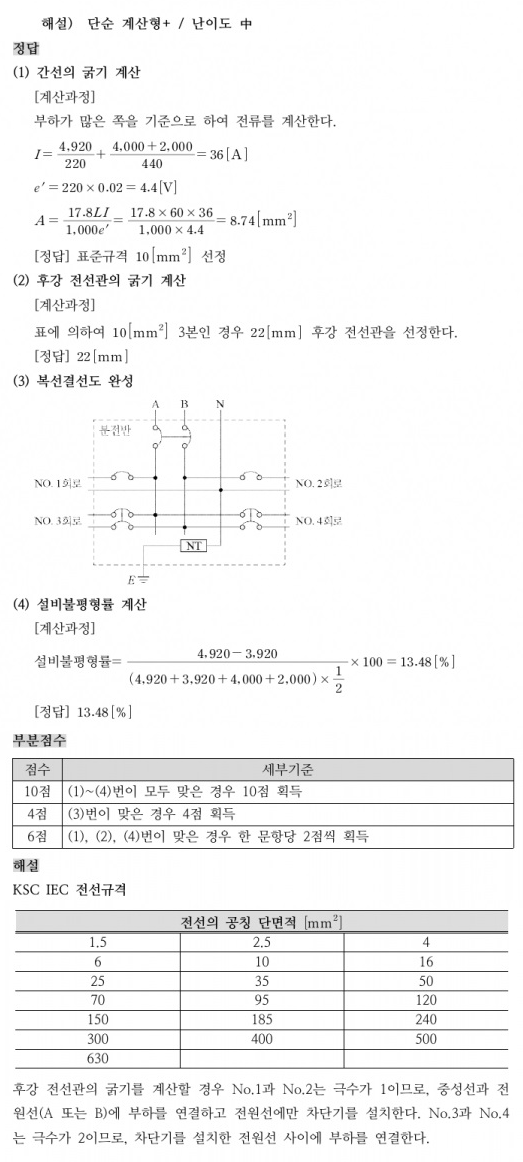 해설) 단순 계산형+ / 난이도 中
정답
(1) 간선의 굵기 계산
[계산과정]
부하가 많은 쪽을 기준으로 하여 전류를 계산한다.
I = 4,920/220 + 4,000+2,000/440 = 36[A]
e′ = 220 × 0.02 = 4.4[V]
A = 17.8LI/1,000e′ = 17.8×60×36/1,000×4.4 = 8.74[mm²]
[정답] 표준규격 10[mm²] 선정
(2) 후강 전선관의 굵기 계산
[계산과정]
표에 의하여 10[mm²] 3본인 경우 22[mm] 후강 전선관을 선정한다.
[정답] 22[mm]
(3) 복선결선도 완성
A B N
분전반
NO. 1회로 NO. 2회로
NO. 3회로 NO. 4회로
NT
E
(4) 설비불평형률 계산
[계산과정]
설비불평형률= 4,920-3,920/(4,920+3,920+4,000+2,000)×1/2 ×100 = 13.48[%]
[정답] 13.48[%]
부분점수
점수 세부기준
10점 (1)~(4)번이 모두 맞은 경우 10점 획득
4점 (3)번이 맞은 경우 4점 획득
6점 (1), (2), (4)번이 맞은 경우 한 문항당 2점씩 획득
해설
KSC IEC 전선규격
전선의 공칭 단면적 [mm²]
1.5 2.5 4
6 10 16
25 35 50
70 95 120
150 185 240
300 400 500
630
후강 전선관의 굵기를 계산할 경우 No.1과 No.2는 극수가 1이므로, 중성선과 전
원선(A 또는 B)에 부하를 연결하고 전원선에만 차단기를 설치한다. No.3과 No.4
는 극수가 2이므로, 차단기를 설치한 전원선 사이에 부하를 연결한다.